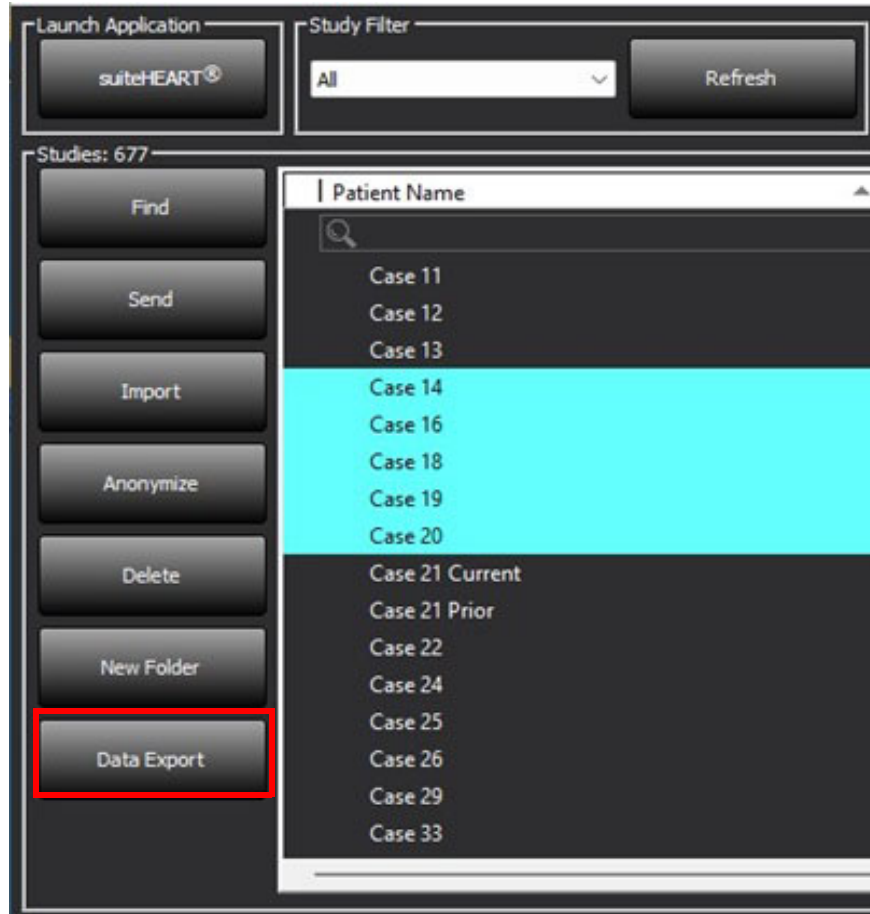 Launch Application
Study Filter
suiteHEART®
All
Refresh
Studies: 677
Find
Send
Import
Anonymize
Delete
New Folder
Data Export
Patient Name
Case 11
Case 12
Case 13
Case 14
Case 16
Case 18
Case 19
Case 20
Case 21 Current
Case 21 Prior
Case 22
Case 24
Case 25
Case 26
Case 29
Case 33